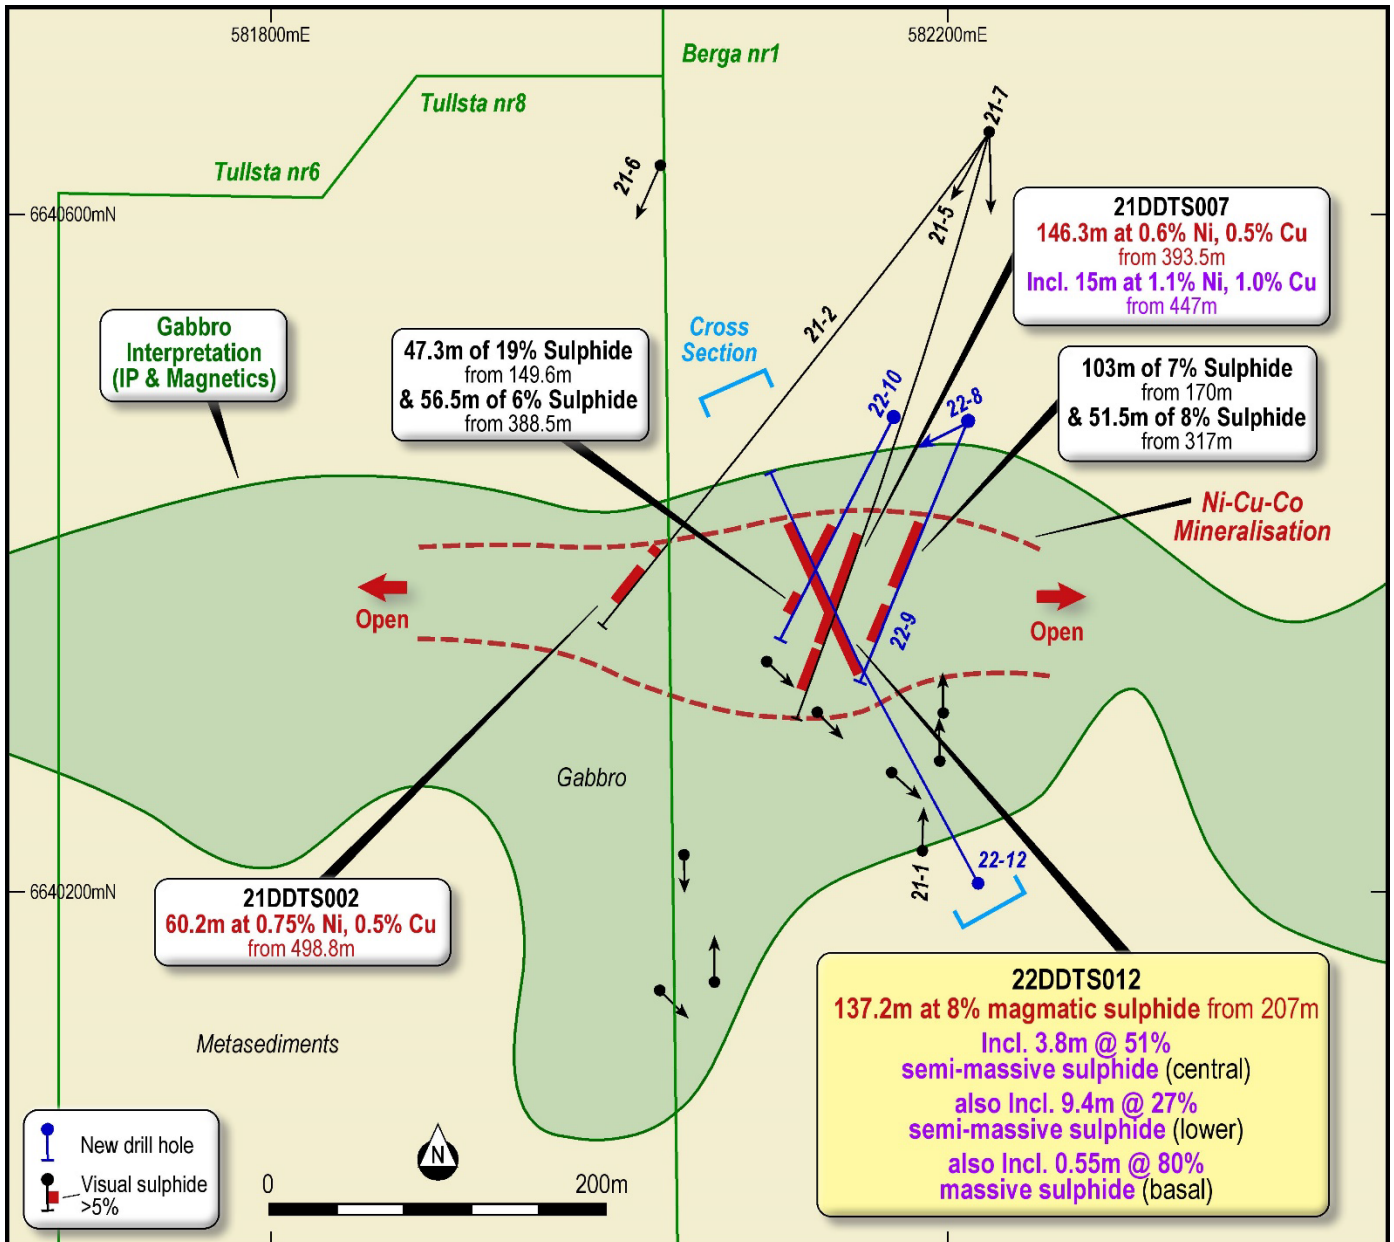 581800mE
582200mE
Berga nr1
Tullsta nr8
Tullsta nr6
21-7
21-6
21-5
6640600mN
21DDTS007
146.3m at 0.6% Ni, 0.5% Cu
from 393.5m
Incl. 15m at 1.1% Ni, 1.0% Cu
from 447m
Gabbro
Interpretation
(IP & Magnetics)
47.3m of 19% Sulphide
from 149.6m
& 56.5m of 6% Sulphide
from 388.5m
Cross
Section
21-2
22-10
22-8
103m of 7% Sulphide
from 170m
& 51.5m of 8% Sulphide
from 317m
Ni-Cu-Co
Mineralisation
Open
Open
22-9
Gabbro
21-1
22-12
6640200mN
21DDTS002
60.2m at 0.75% Ni, 0.5% Cu
from 498.8m
Metasediments
22DDTS012
137.2m at 8% magmatic sulphide from 207m
Incl. 3.8m @ 51%
semi-massive sulphide (central)
also Incl. 9.4m @ 27%
semi-massive sulphide (lower)
also Incl. 0.55m @ 80%
massive sulphide (basal)
New drill hole
Visual sulphide
>5%
N
0
200m